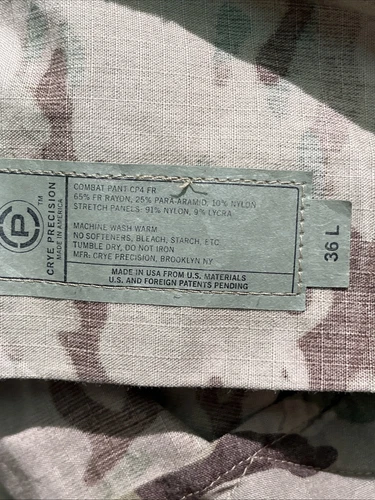 COMBAT PANT CP4 FR
65% FR RAYON, 25% PARA-ARAMID, 10% NYLON
STRETCH PANELS: 91% NYLON, 9% LYCRA
MACHINE WASH WARM
NO SOFTENERS, BLEACH, STARCH, ETC
TUMBLE DRY, DO NOT IRON
MFR: CRYE PRECISION, BROOKLYN NY
MADE IN USA FROM U.S. MATERIALS
U.S. AND FOREIGN PATENTS PENDING
CP
TM
CRYE PRECISION
MADE IN AMERICA
36 L